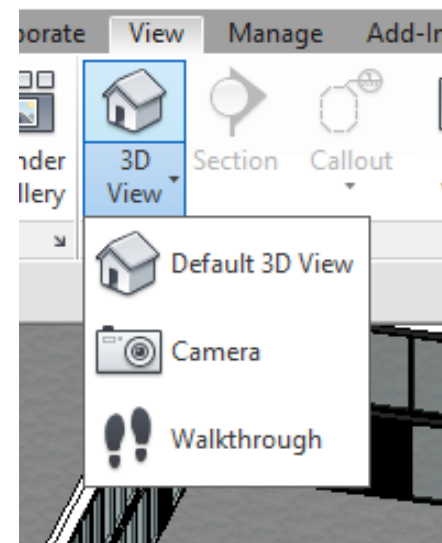 porate View Manage Add-In
nder 3D Section Callout
llery View
Default 3D View
Camera
Walkthrough